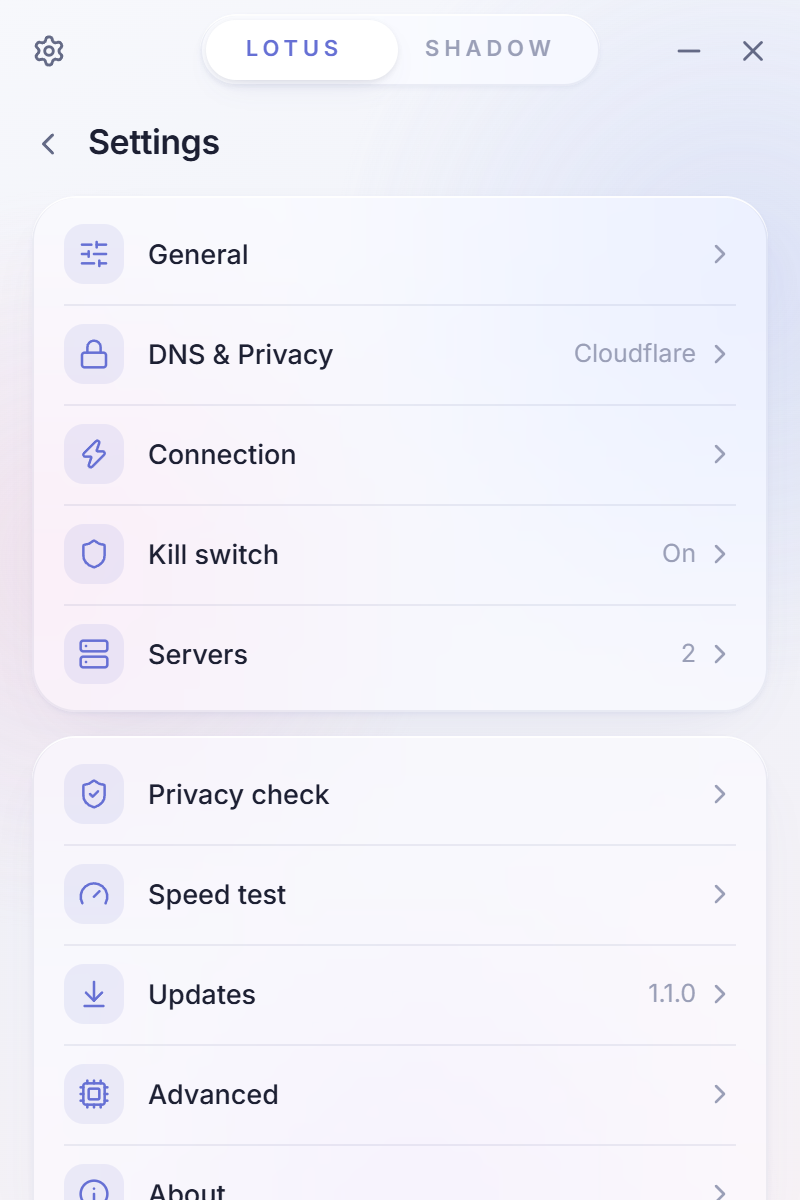 LOTUS SHADOW
Settings
General
DNS & Privacy Cloudflare
Connection
Kill switch On
Servers 2
Privacy check
Speed test
Updates 1.1.0
Advanced
About